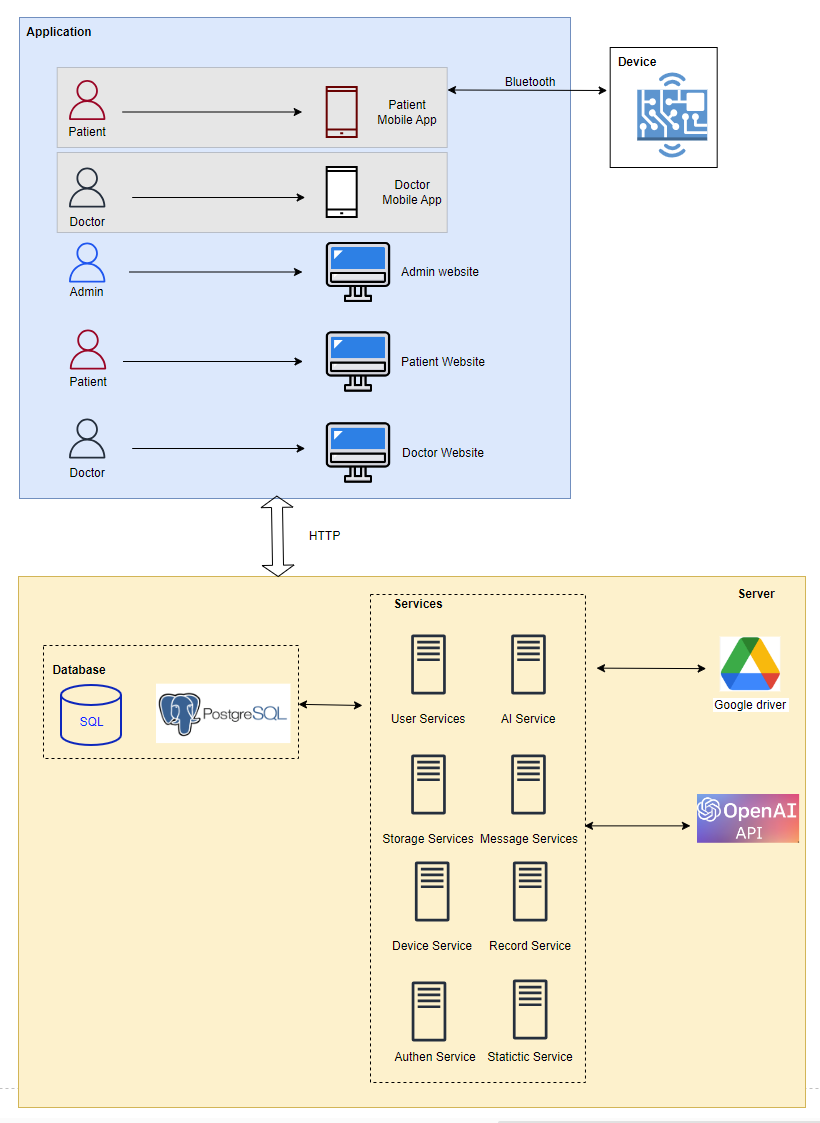 Application
Device
Bluetooth
Patient
Mobile App
Patient
Doctor
Mobile App
Doctor
Admin website
Admin
Patient Website
Patient
Doctor Website
Doctor
HTTP
Server
Services
Database
SQL
PostgreSQL
User Services
AI Service
Google driver
Storage Services
Message Services
OpenAI
API
Device Service
Record Service
Authen Service
Statictic Service